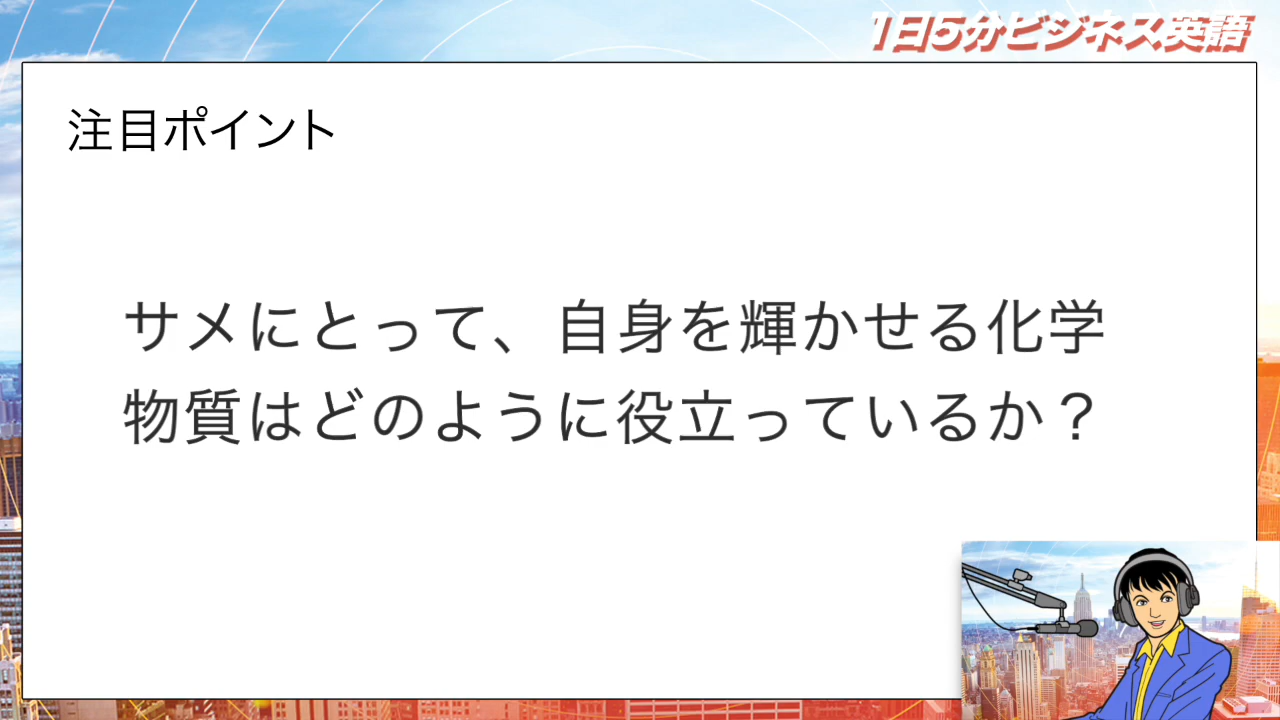 1日5分ビジネス英語
注目ポイント
サメにとって、自身を輝かせる化学
物質はどのように役立っているか？